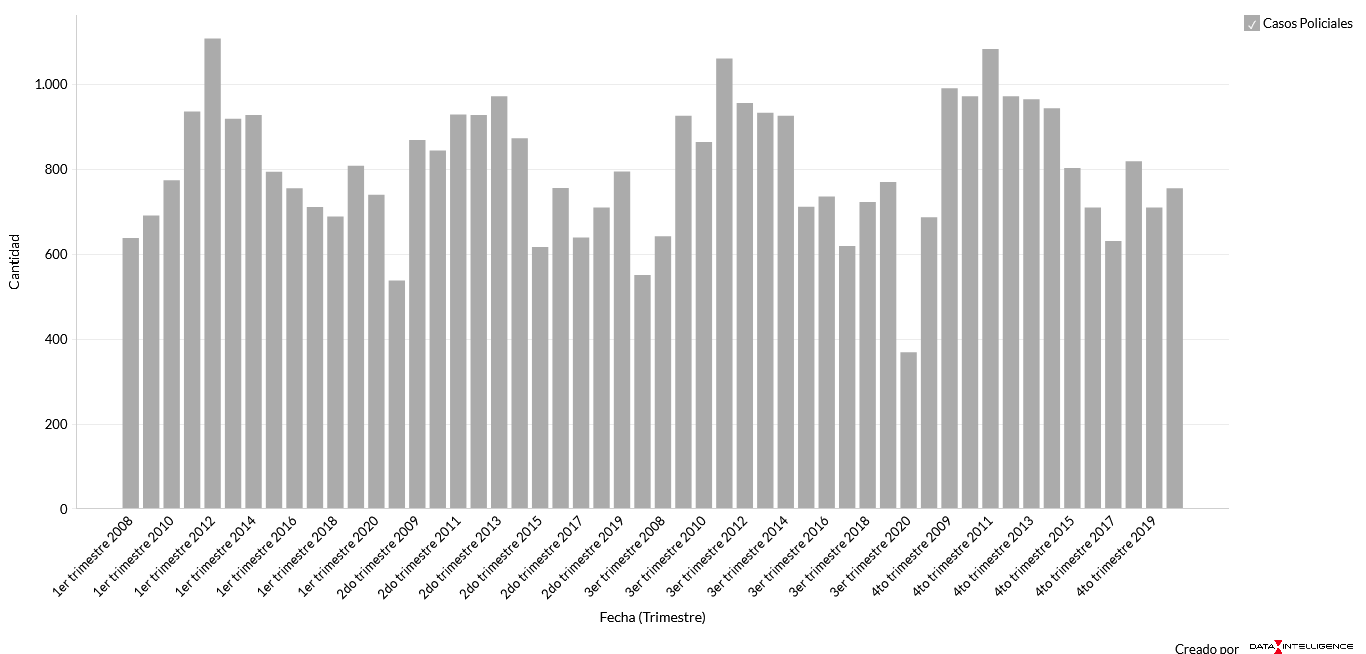 Casos Policiales
Cantidad
1.000
800
600
400
200
0
1er trimestre 2008
1er trimestre 2010
1er trimestre 2012
1er trimestre 2014
1er trimestre 2016
1er trimestre 2018
1er trimestre 2020
2do trimestre 2009
2do trimestre 2011
2do trimestre 2013
2do trimestre 2015
2do trimestre 2017
2do trimestre 2019
3er trimestre 2008
3er trimestre 2010
3er trimestre 2012
3er trimestre 2014
3er trimestre 2016
3er trimestre 2018
3er trimestre 2020
4to trimestre 2009
4to trimestre 2011
4to trimestre 2013
4to trimestre 2015
4to trimestre 2017
4to trimestre 2019
Fecha (Trimestre)
Creado por DATA INTELLIGENCE